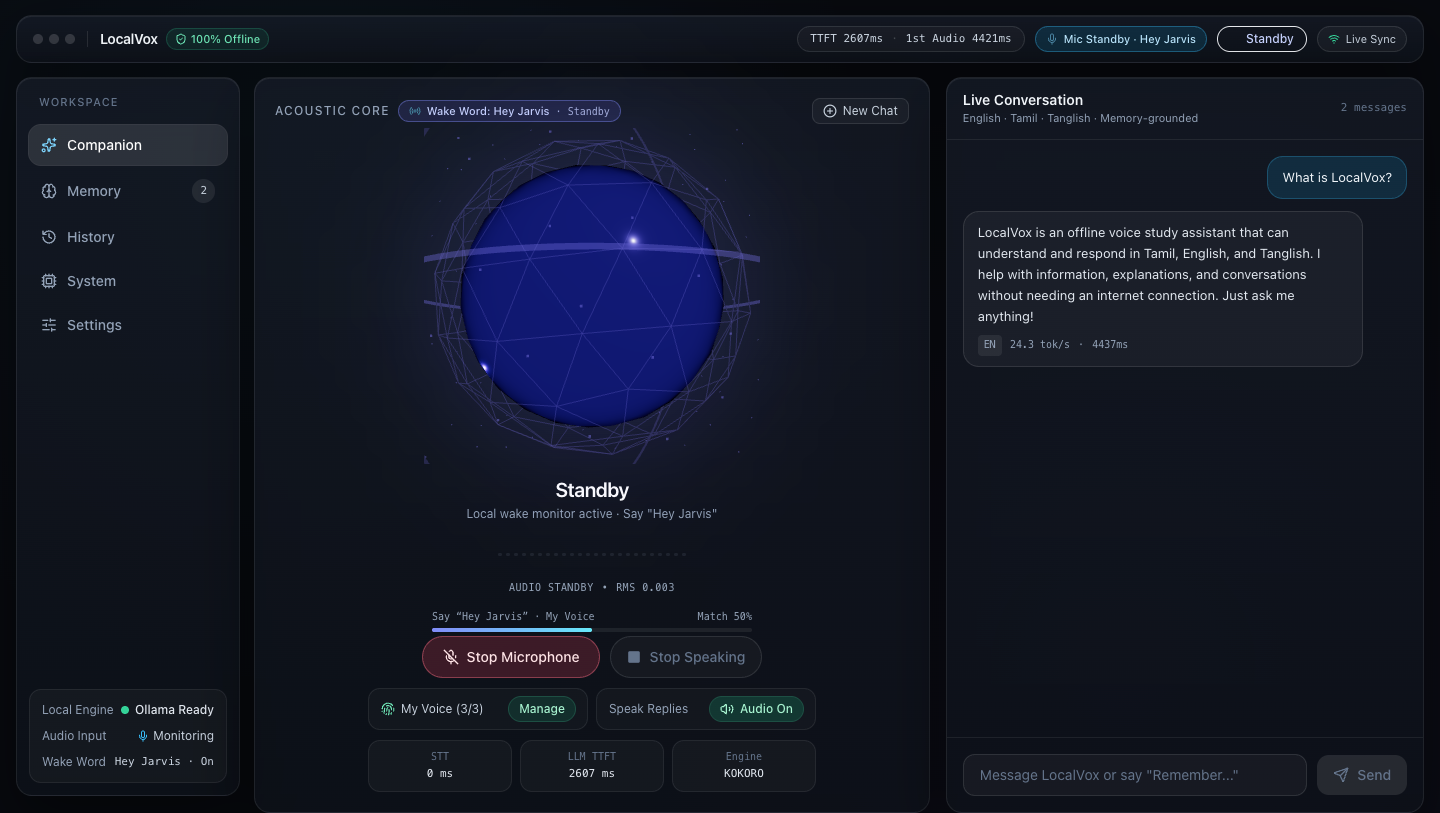 LocalVox
100% Offline
TTFT 2607ms · 1st Audio 4421ms
Mic Standby · Hey Jarvis
Standby
Live Sync
WORKSPACE
Companion
Memory
2
History
System
Settings
Local Engine
Ollama Ready
Audio Input
Monitoring
Wake Word
Hey Jarvis · On
ACOUSTIC CORE
Wake Word: Hey Jarvis · Standby
New Chat
Standby
Local wake monitor active · Say "Hey Jarvis"
AUDIO STANDBY • RMS 0.003
Say “Hey Jarvis” · My Voice
Match 50%
Stop Microphone
Stop Speaking
My Voice (3/3)
Manage
Speak Replies
Audio On
STT
0 ms
LLM TTFT
2607 ms
Engine
KOKORO
Live Conversation
English · Tamil · Tanglish · Memory-grounded
2 messages
What is LocalVox?
LocalVox is an offline voice study assistant that can
understand and respond in Tamil, English, and Tanglish. I
help with information, explanations, and conversations
without needing an internet connection. Just ask me
anything!
EN
24.3 tok/s · 4437ms
Message LocalVox or say "Remember..."
Send